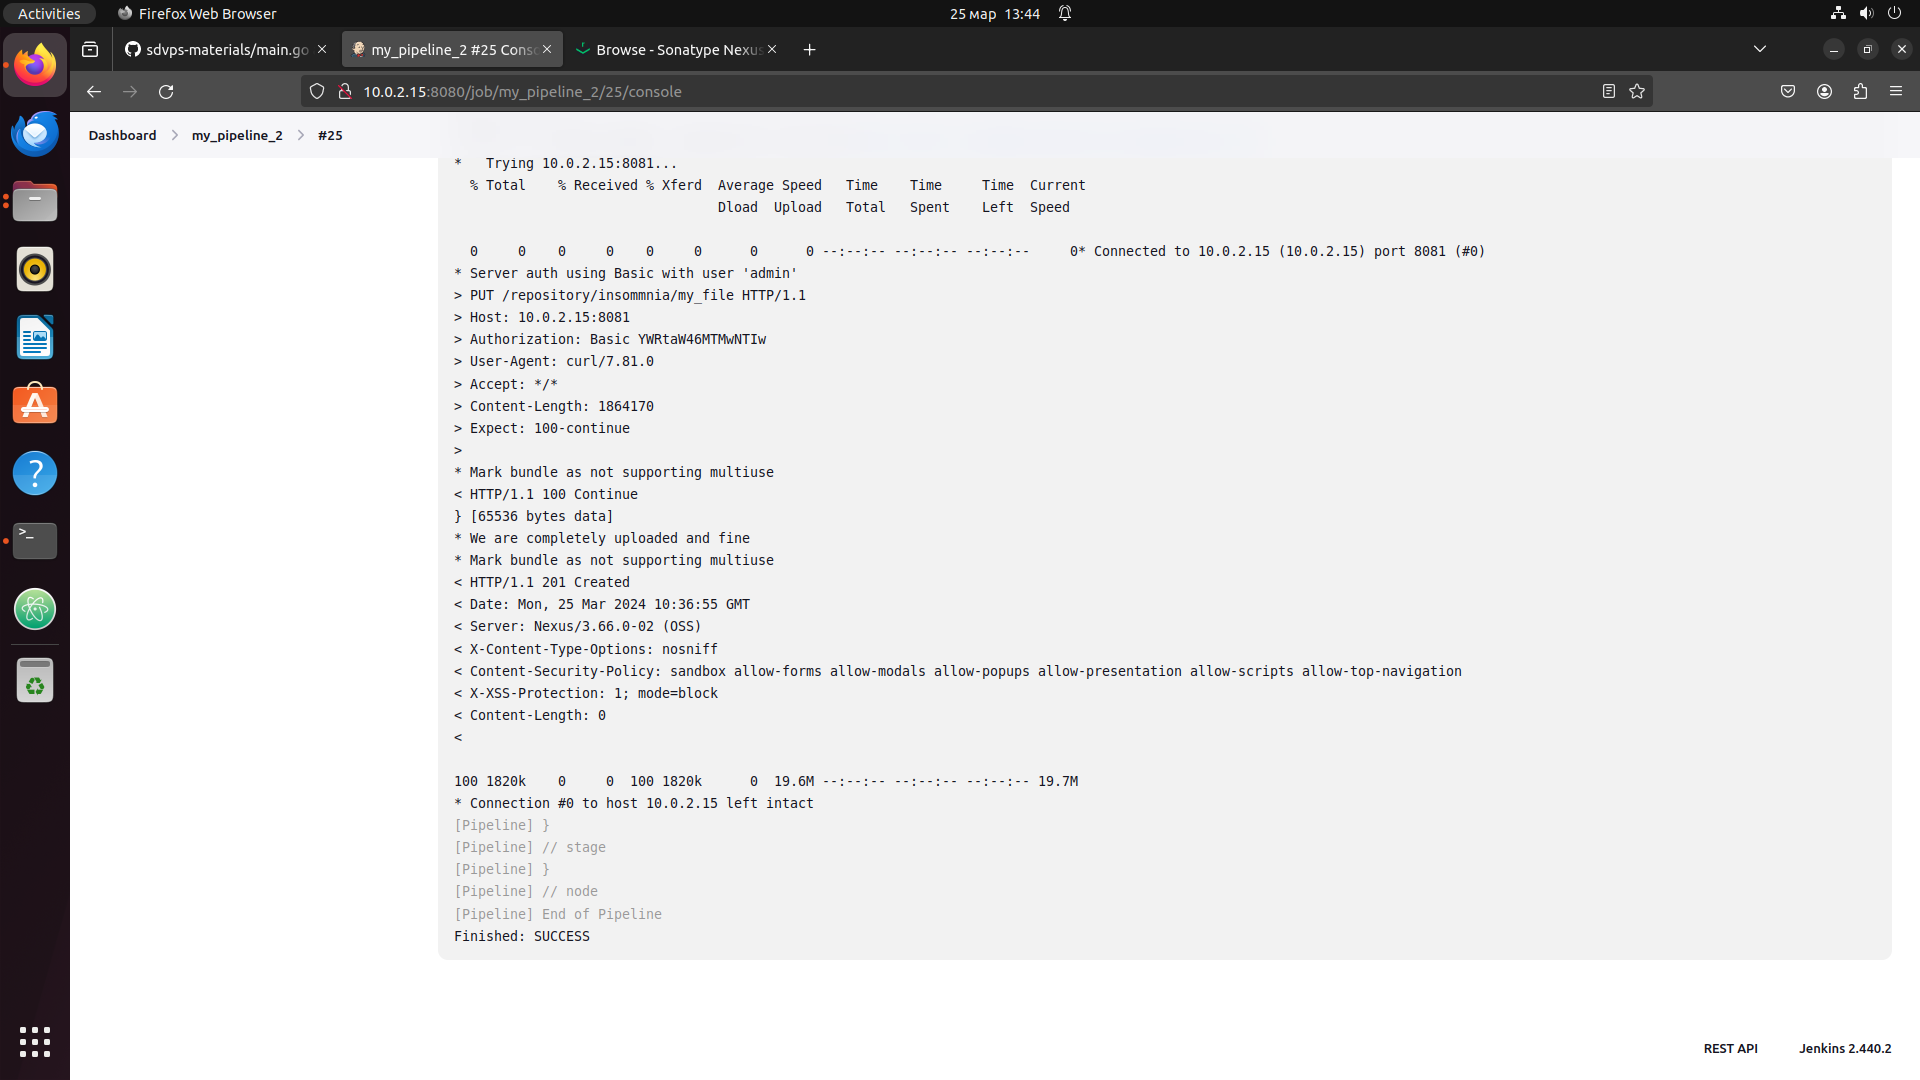 Activities
Firefox Web Browser
25 мар 13:44
sdvps-materials/main.go
my_pipeline_2 #25 Conso
Browse - Sonatype Nexus
10.0.2.15:8080/job/my_pipeline_2/25/console
Dashboard
my_pipeline_2
#25
*   Trying 10.0.2.15:8081...
  % Total    % Received % Xferd  Average Speed   Time    Time     Time  Current
                                 Dload  Upload   Total   Spent    Left  Speed
  0     0    0     0    0     0      0      0 --:--:-- --:--:-- --:--:--     0* Connected to 10.0.2.15 (10.0.2.15) port 8081 (#0)
* Server auth using Basic with user 'admin'
> PUT /repository/insommnia/my_file HTTP/1.1
> Host: 10.0.2.15:8081
> Authorization: Basic YWRtaW46MTMwNTIw
> User-Agent: curl/7.81.0
> Accept: */*
> Content-Length: 1864170
> Expect: 100-continue
>
* Mark bundle as not supporting multiuse
< HTTP/1.1 100 Continue
} [65536 bytes data]
* We are completely uploaded and fine
* Mark bundle as not supporting multiuse
< HTTP/1.1 201 Created
< Date: Mon, 25 Mar 2024 10:36:55 GMT
< Server: Nexus/3.66.0-02 (OSS)
< X-Content-Type-Options: nosniff
< Content-Security-Policy: sandbox allow-forms allow-modals allow-popups allow-presentation allow-scripts allow-top-navigation
< X-XSS-Protection: 1; mode=block
< Content-Length: 0
<
100 1820k    0     0  100 1820k      0  19.6M --:--:-- --:--:-- --:--:-- 19.7M
* Connection #0 to host 10.0.2.15 left intact
[Pipeline] }
[Pipeline] // stage
[Pipeline] }
[Pipeline] // node
[Pipeline] End of Pipeline
Finished: SUCCESS
REST API
Jenkins 2.440.2